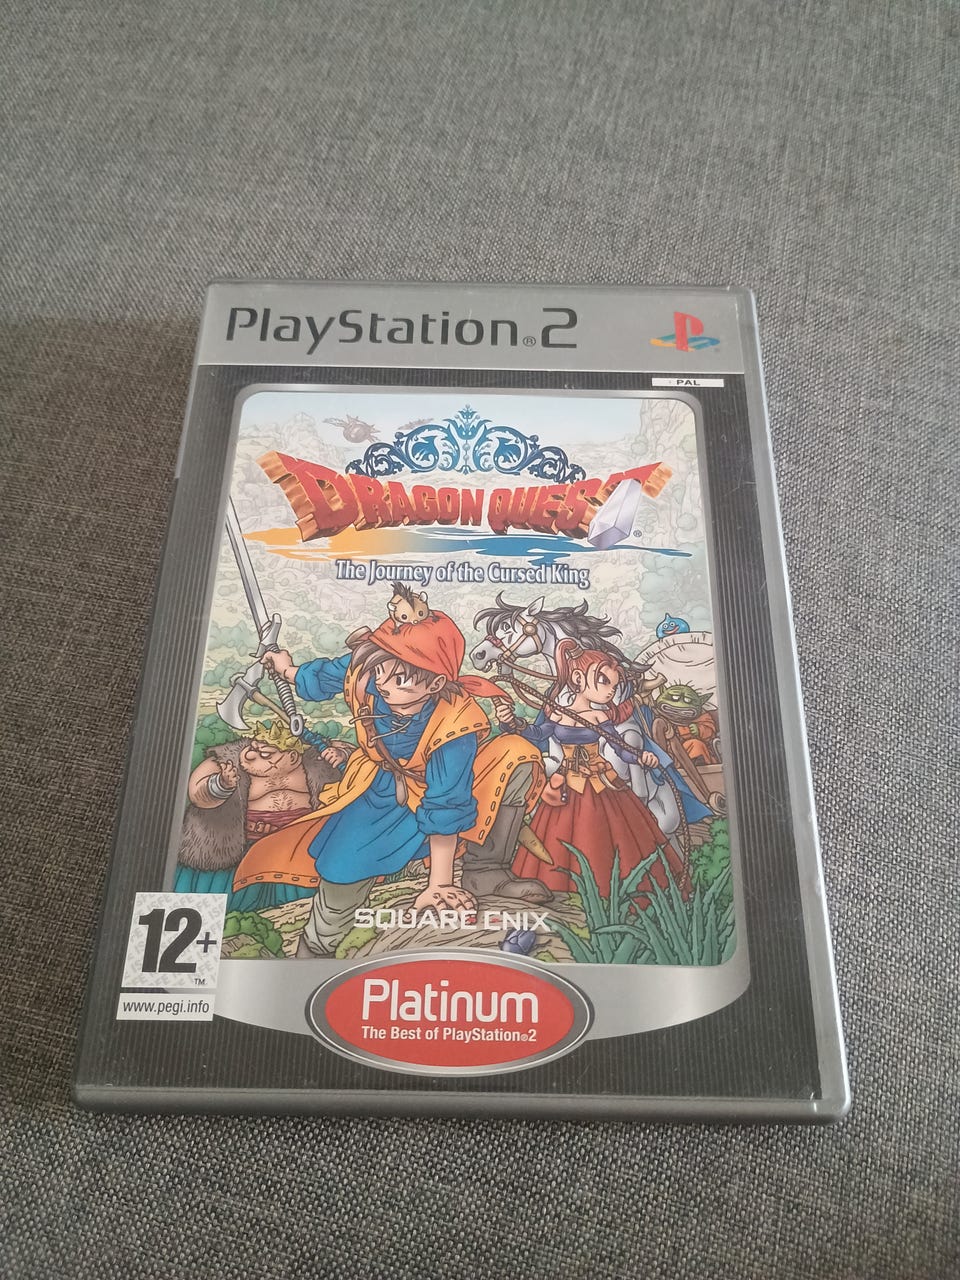 PlayStation®2
PAL
DRAGON QUEST®
The Journey of the Cursed King
SQUARE ENIX
12+
TM
www.pegi.info
Platinum
The Best of PlayStation®2